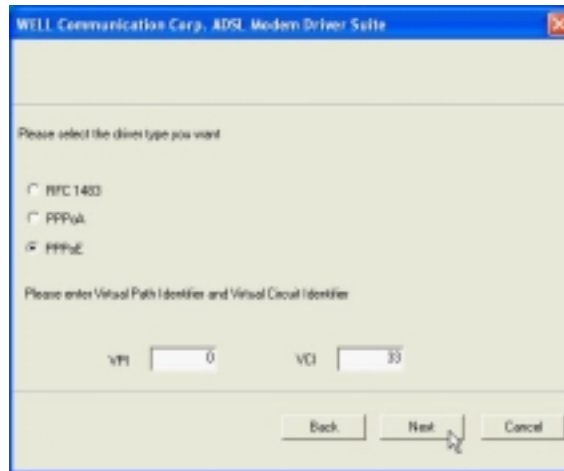 WELL Communication Corp. ADSL Modem Driver Suite
Please select the driver type you want
RFC 1483
PPPoA
PPPoE
Please enter Virtual Path Identifier and Virtual Circuit Identifier
VPI 0 VCI 33
Back Next Cancel